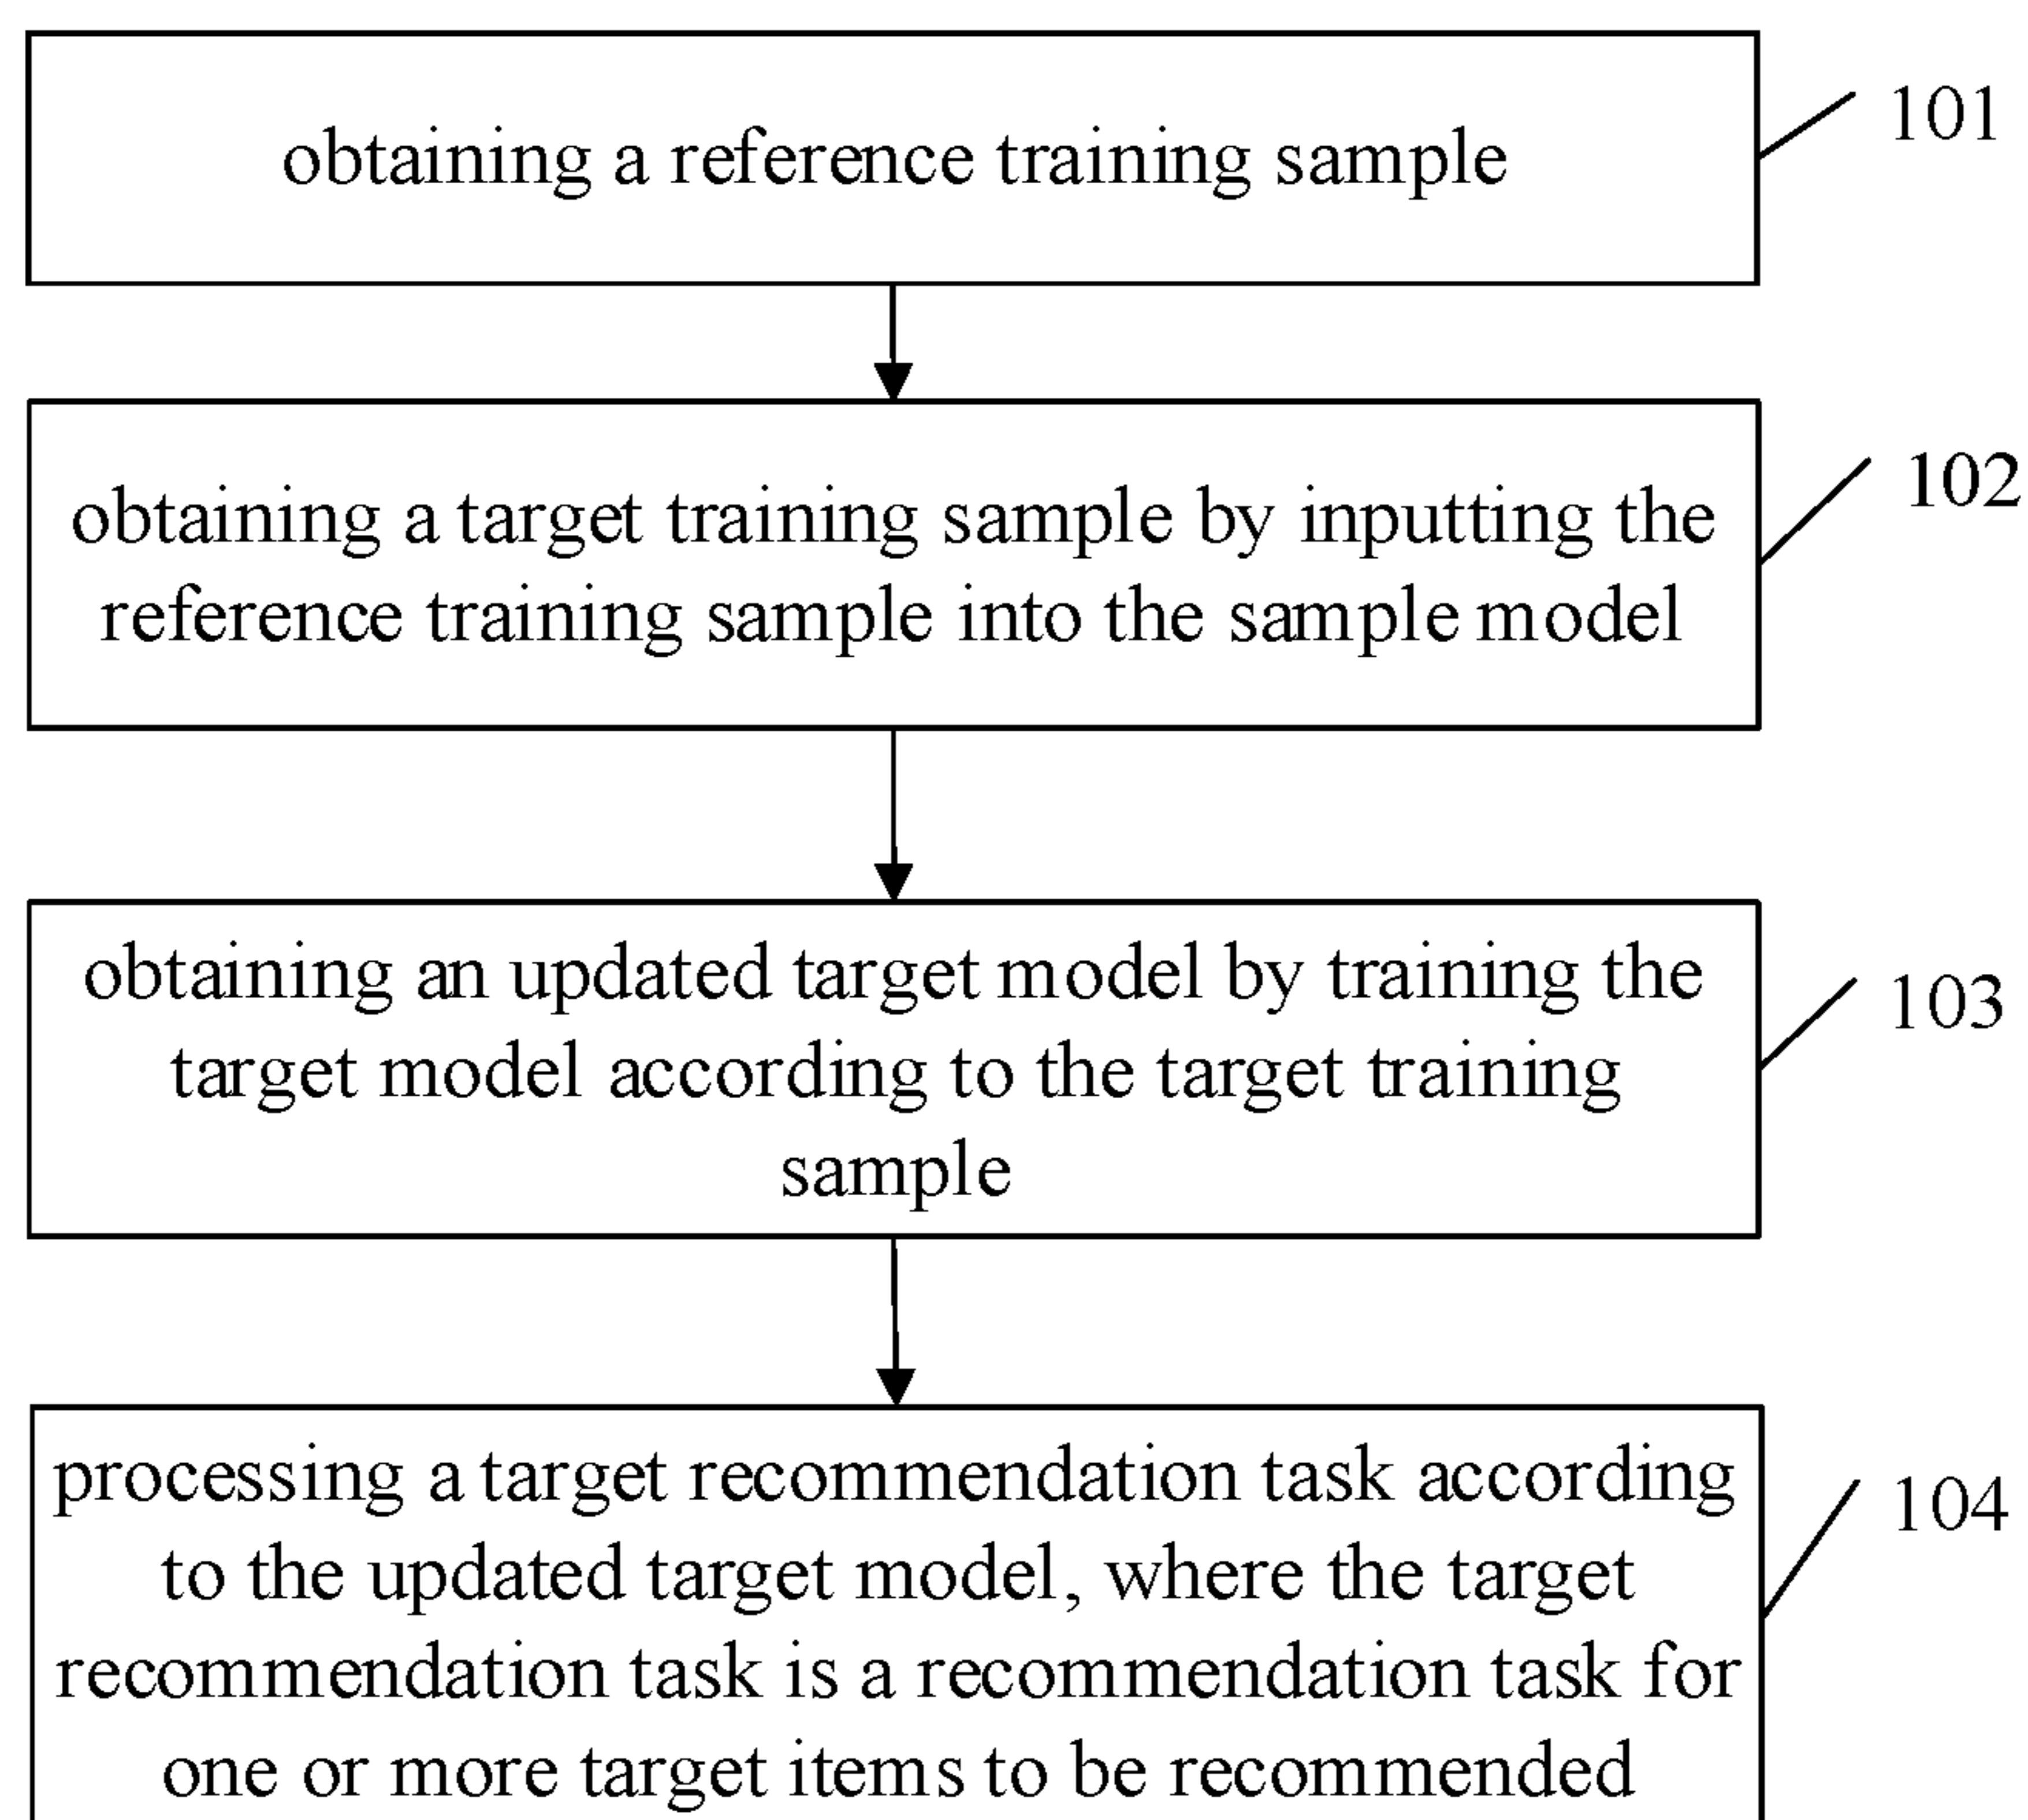 obtaining a reference training sample
101
obtaining a target training sample by inputting the
reference training sample into the sample model
102
obtaining an updated target model by training the
target model according to the target training
sample
103
processing a target recommendation task according
to the updated target model, where the target
recommendation task is a recommendation task for
one or more target items to be recommended
104